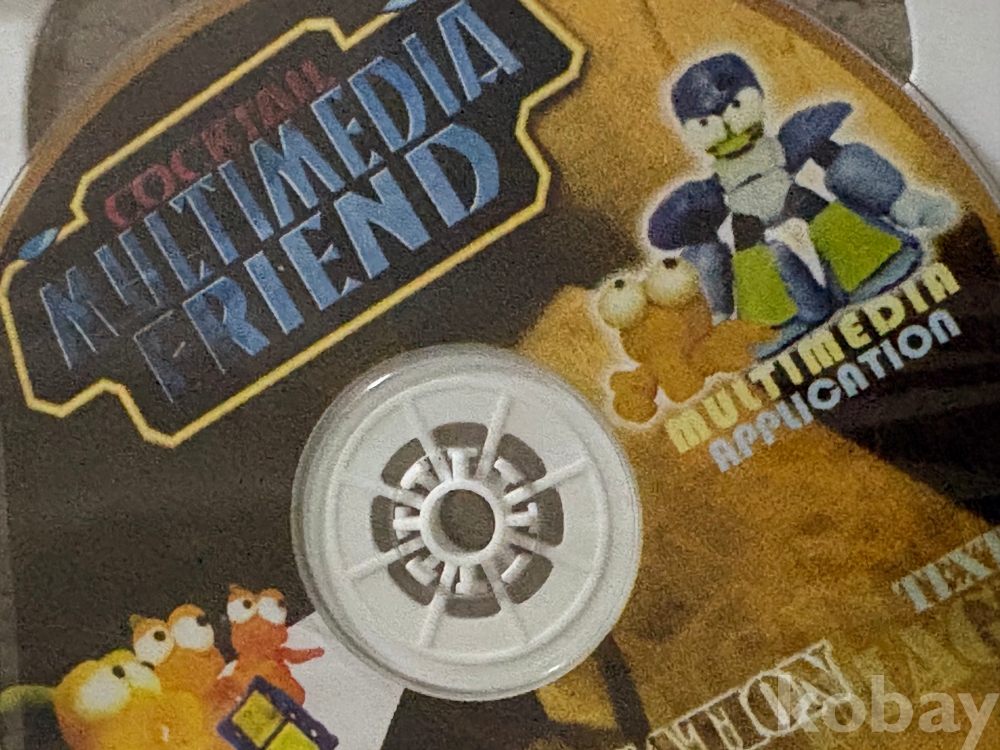 COCKTAIL
MULTIMEDIA
FRIEND
MULTIMEDIA
APPLICATION
kobay